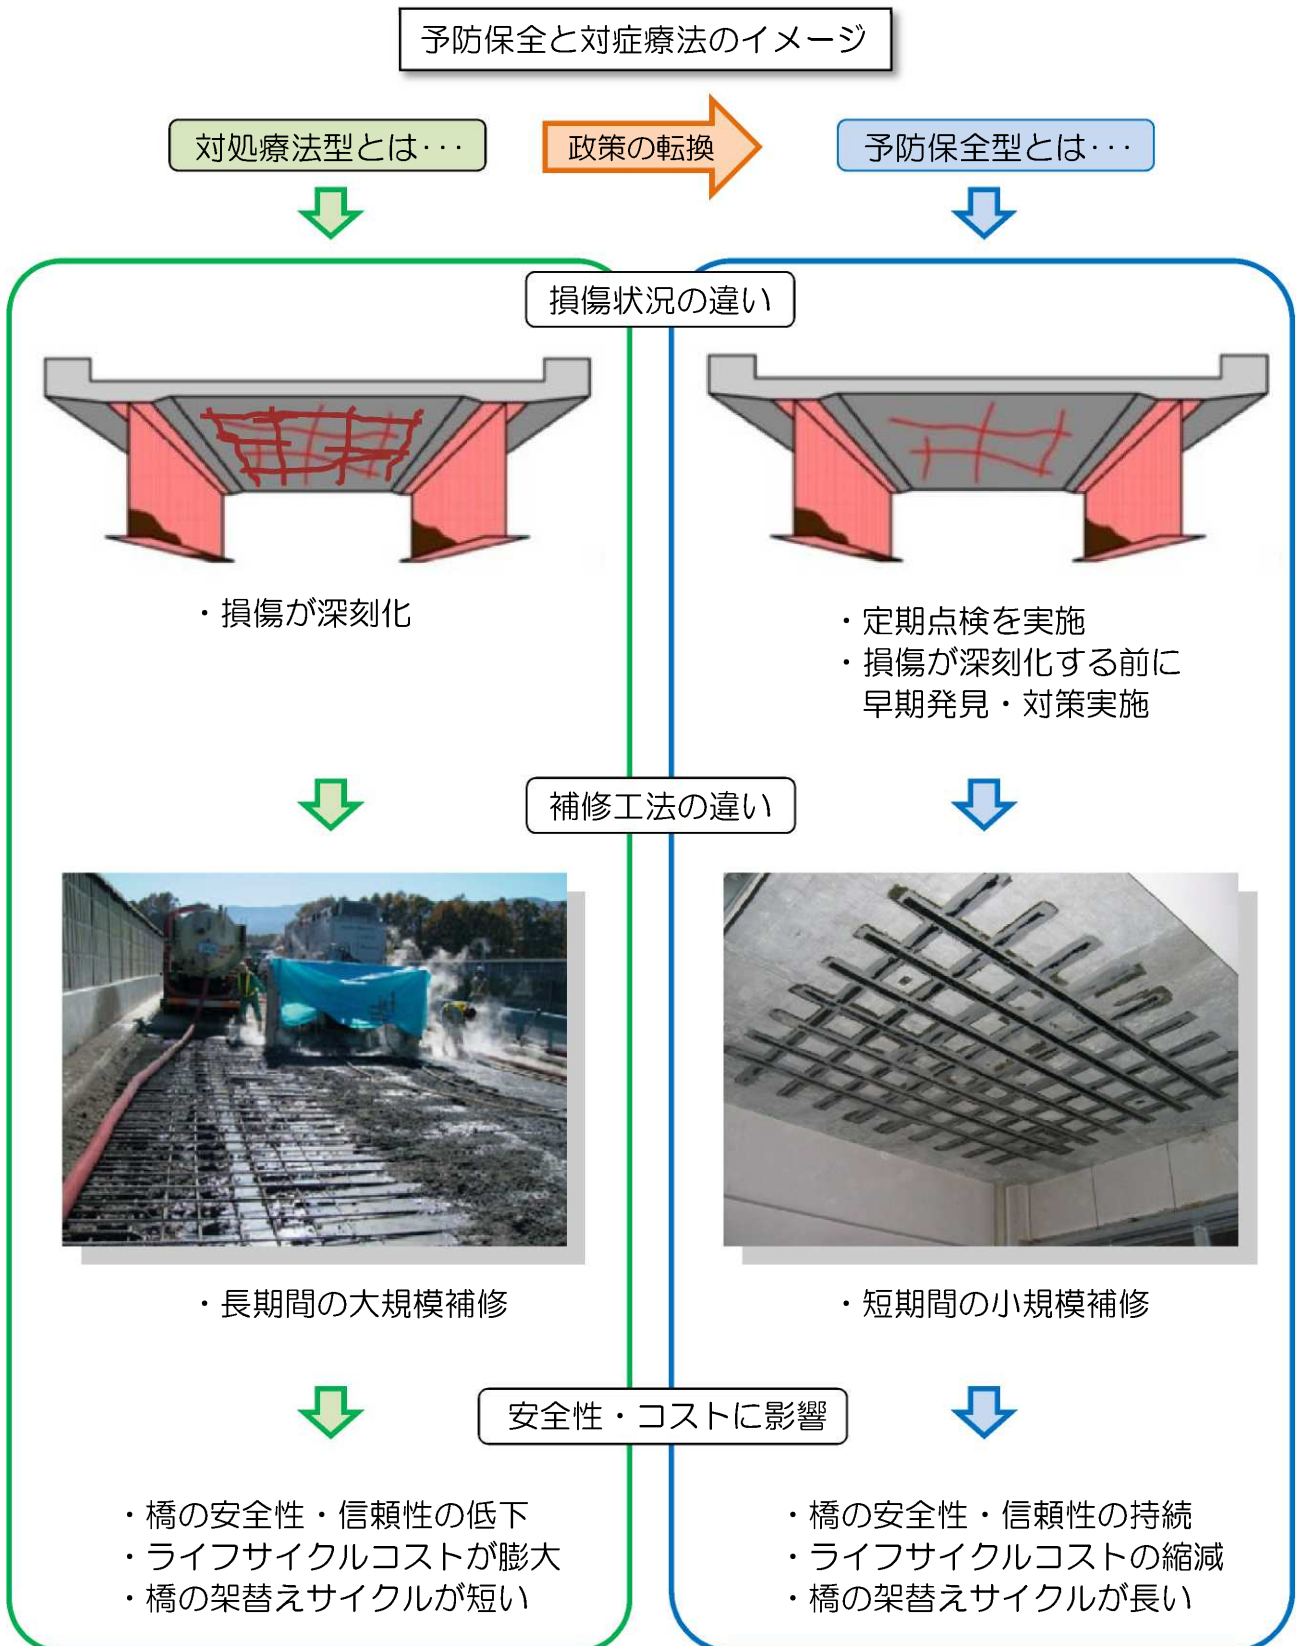 予防保全と対症療法のイメージ
対処療法型とは･･･
政策の転換
予防保全型とは･･･
損傷状況の違い
・損傷が深刻化
・定期点検を実施
・損傷が深刻化する前に
早期発見・対策実施
補修工法の違い
・長期間の大規模補修
・短期間の小規模補修
安全性・コストに影響
・橋の安全性・信頼性の低下
・ライフサイクルコストが膨大
・橋の架替えサイクルが短い
・橋の安全性・信頼性の持続
・ライフサイクルコストの縮減
・橋の架替えサイクルが長い